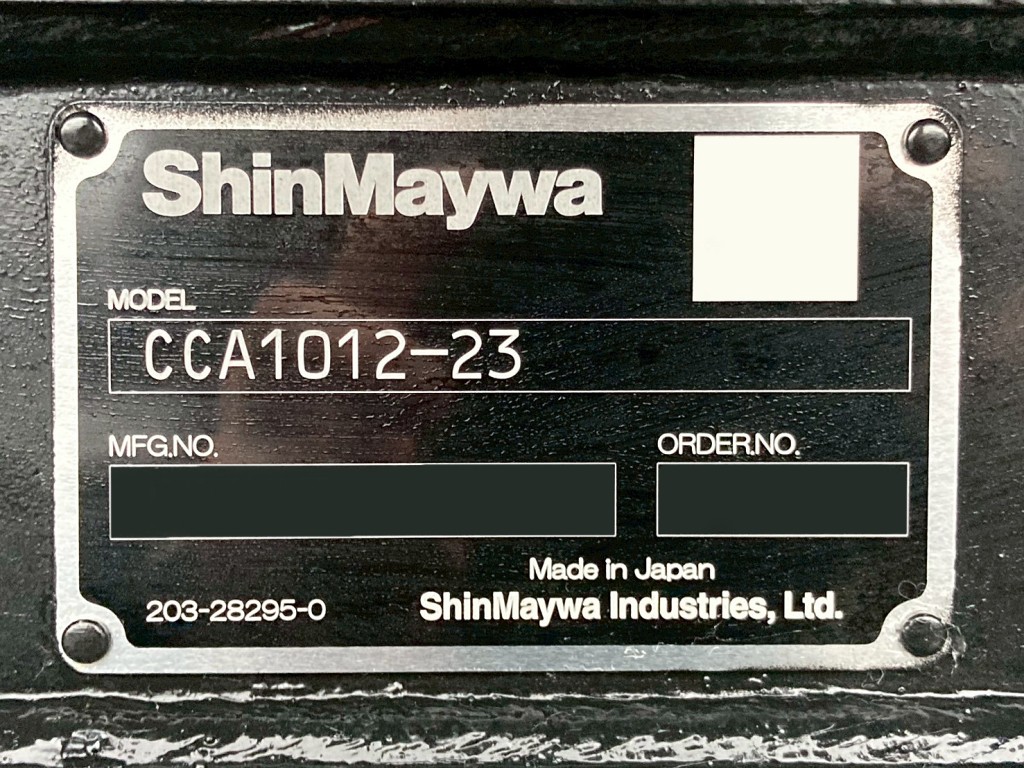 ShinMaywa
MODEL
CCA1012-23
MFG.NO.
ORDER.NO.
Made in Japan
203-28295-0
ShinMaywa Industries, Ltd.